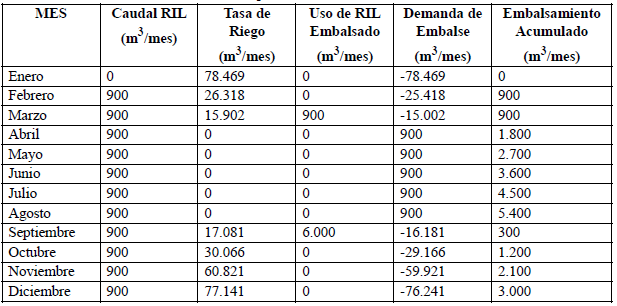 MES Caudal RIL Tasa de Uso de RIL Demanda de Embalsamiento
(m3/mes) Riego Embalsado Embalse Acumulado
(m3/mes) (m3/mes) (m3/mes) (m3/mes)
Enero 0 78.469 0 -78.469 0
Febrero 900 26.318 0 -25.418 900
Marzo 900 15.902 900 -15.002 900
Abril 900 0 0 900 1.800
Mayo 900 0 0 900 2.700
Junio 900 0 0 900 3.600
Julio 900 0 0 900 4.500
Agosto 900 0 0 900 5.400
Septiembre 900 17.081 6.000 -16.181 300
Octubre 900 30.066 0 -29.166 1.200
Noviembre 900 60.821 0 -59.921 2.100
Diciembre 900 77.141 0 -76.241 3.000